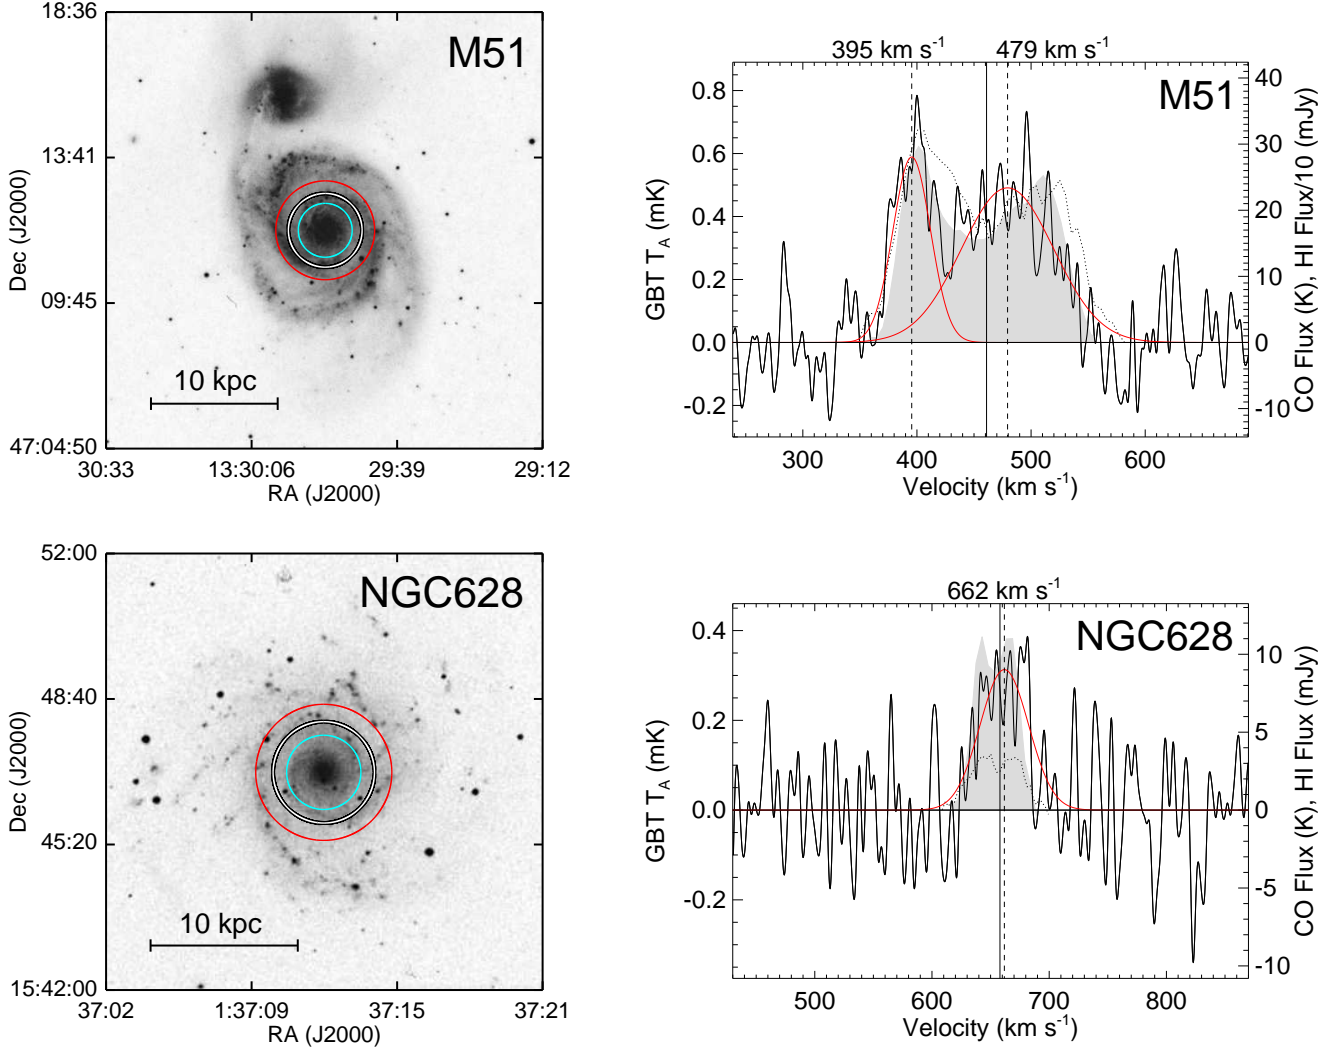 18:36
M51
13:41
09:45
47:04:50
Dec (J2000)
10 kpc
30:33
13:30:06
29:39
29:12
RA (J2000)
395 km s⁻¹
479 km s⁻¹
M51
0.8
0.6
0.4
0.2
0.0
-0.2
GBT T_A (mK)
40
30
20
10
0
-10
CO Flux (K), HI Flux/10 (mJy)
300
400
500
600
Velocity (km s⁻¹)
52:00
NGC628
48:40
45:20
15:42:00
Dec (J2000)
10 kpc
37:02
1:37:09
37:15
37:21
RA (J2000)
662 km s⁻¹
NGC628
0.4
0.2
0.0
-0.2
GBT T_A (mK)
10
5
0
-5
-10
CO Flux (K), HI Flux (mJy)
500
600
700
800
Velocity (km s⁻¹)